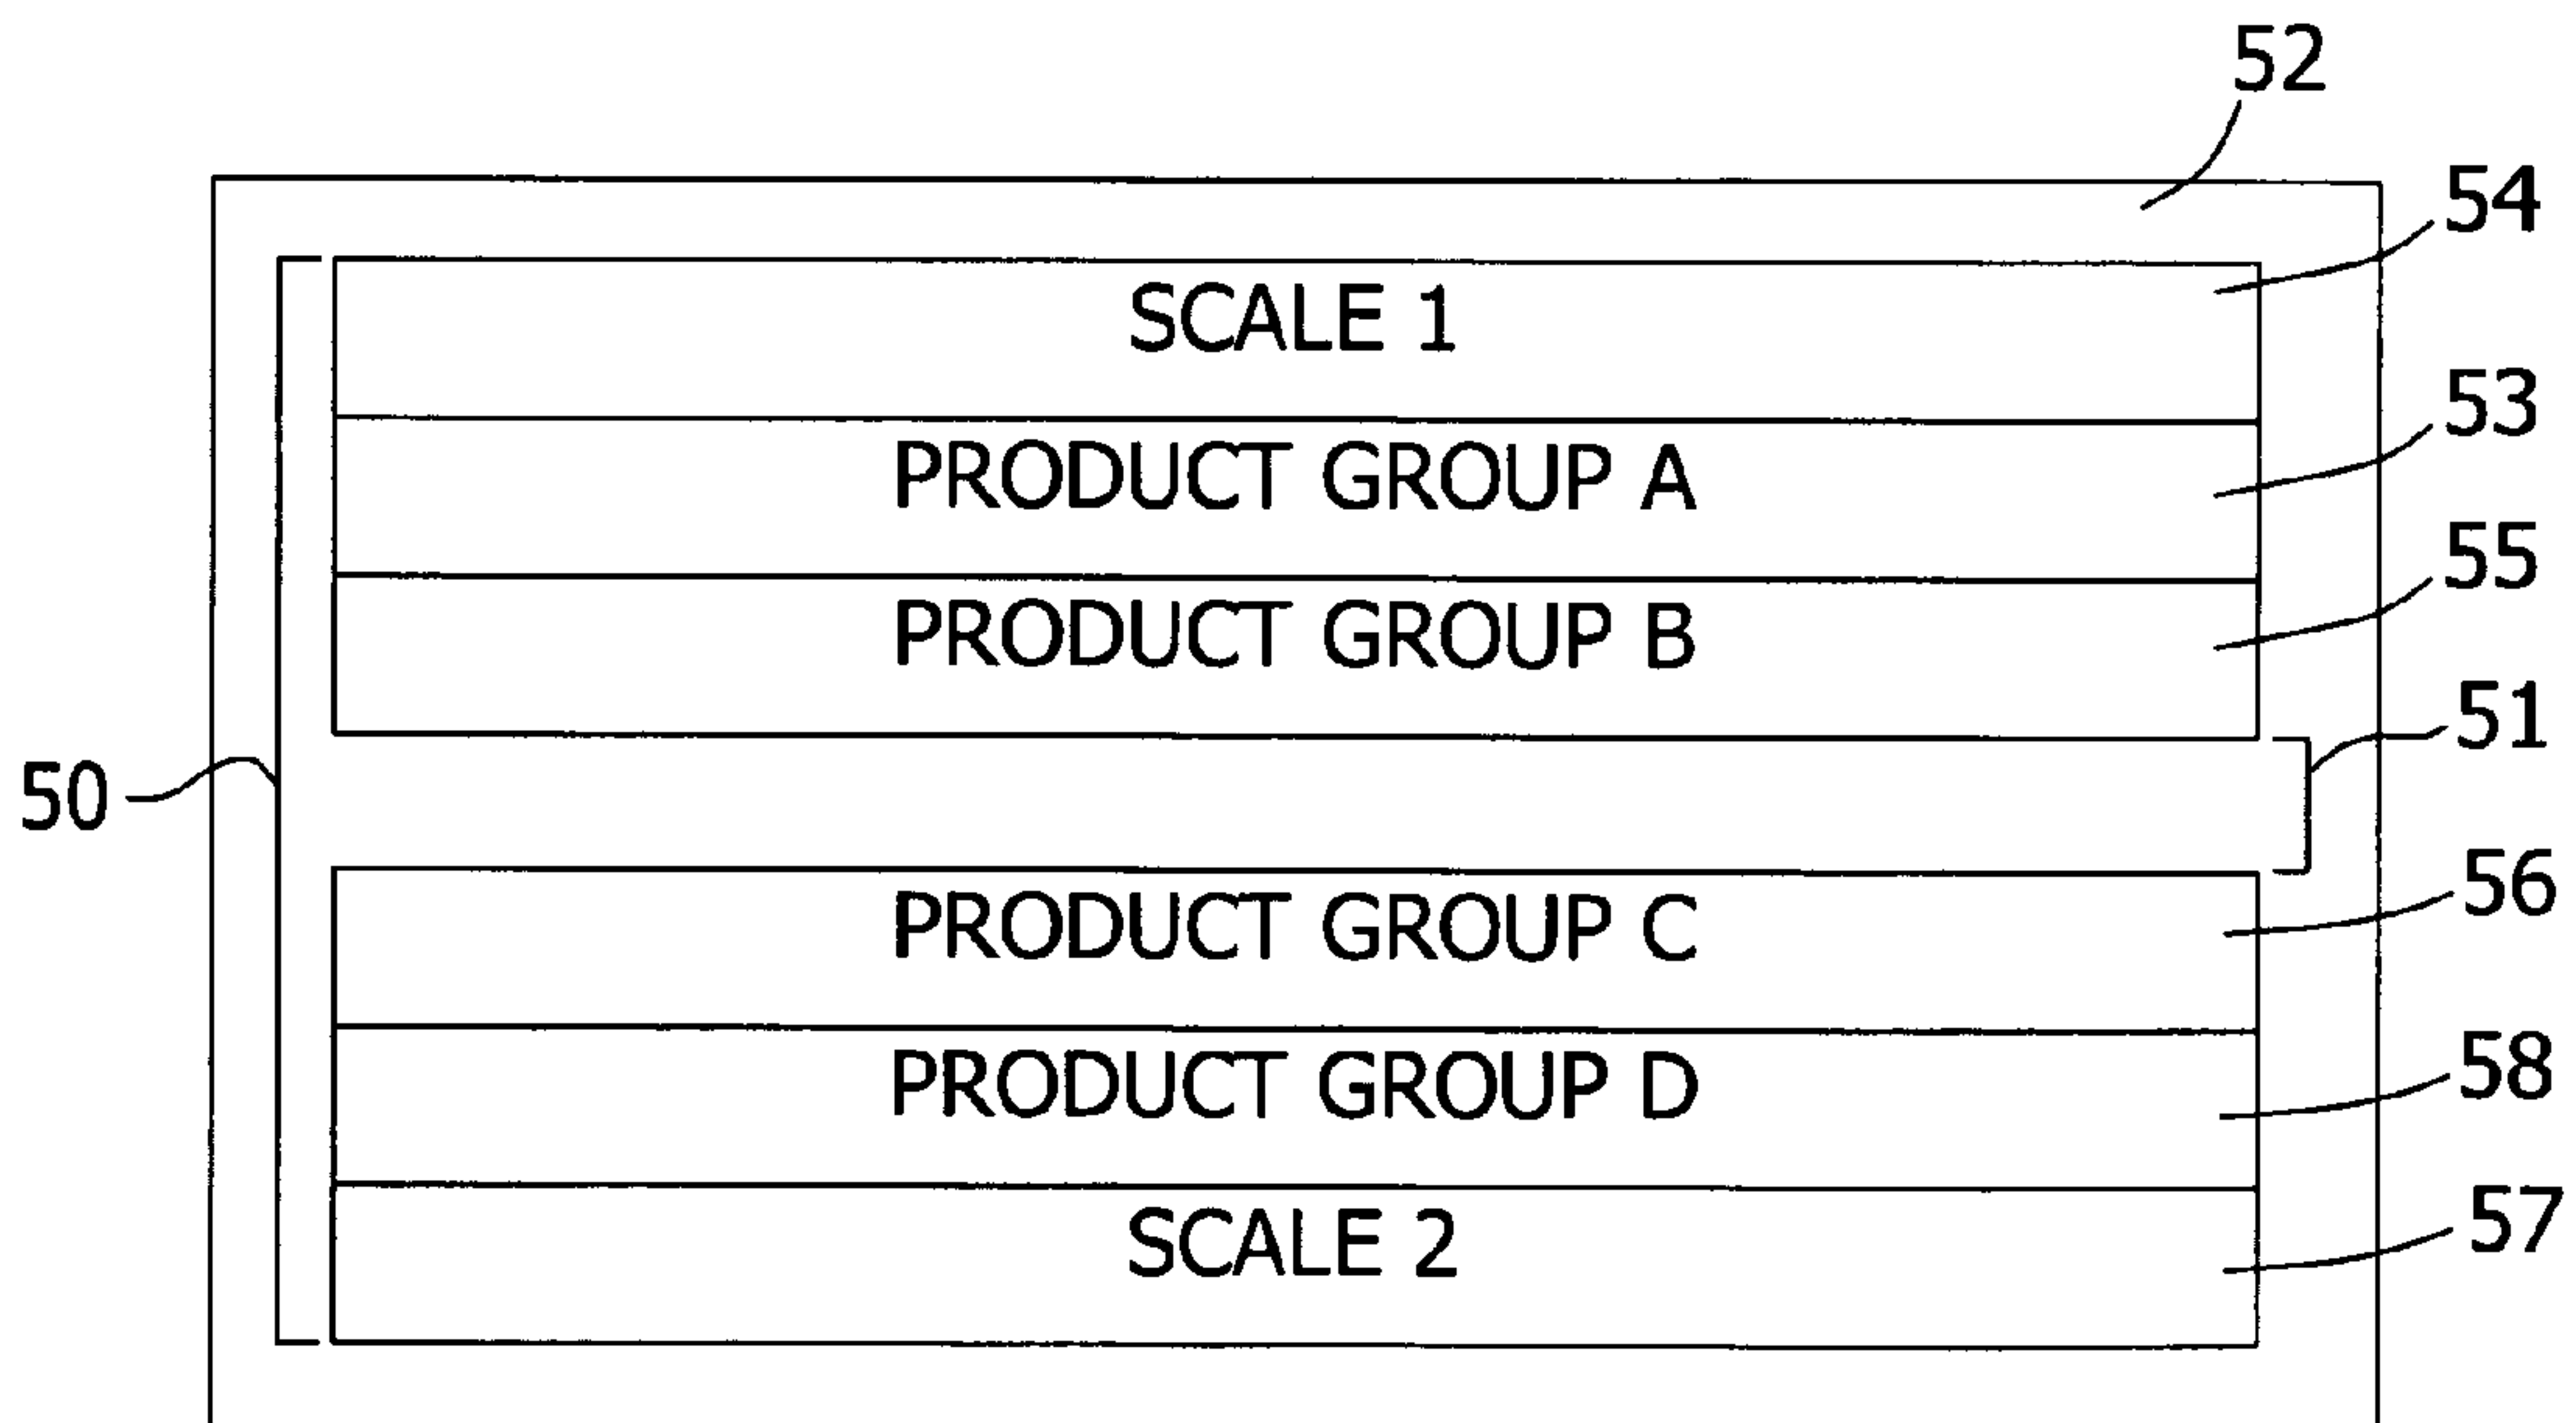 52
54
SCALE 1
53
PRODUCT GROUP A
55
PRODUCT GROUP B
51
50
56
PRODUCT GROUP C
58
PRODUCT GROUP D
57
SCALE 2